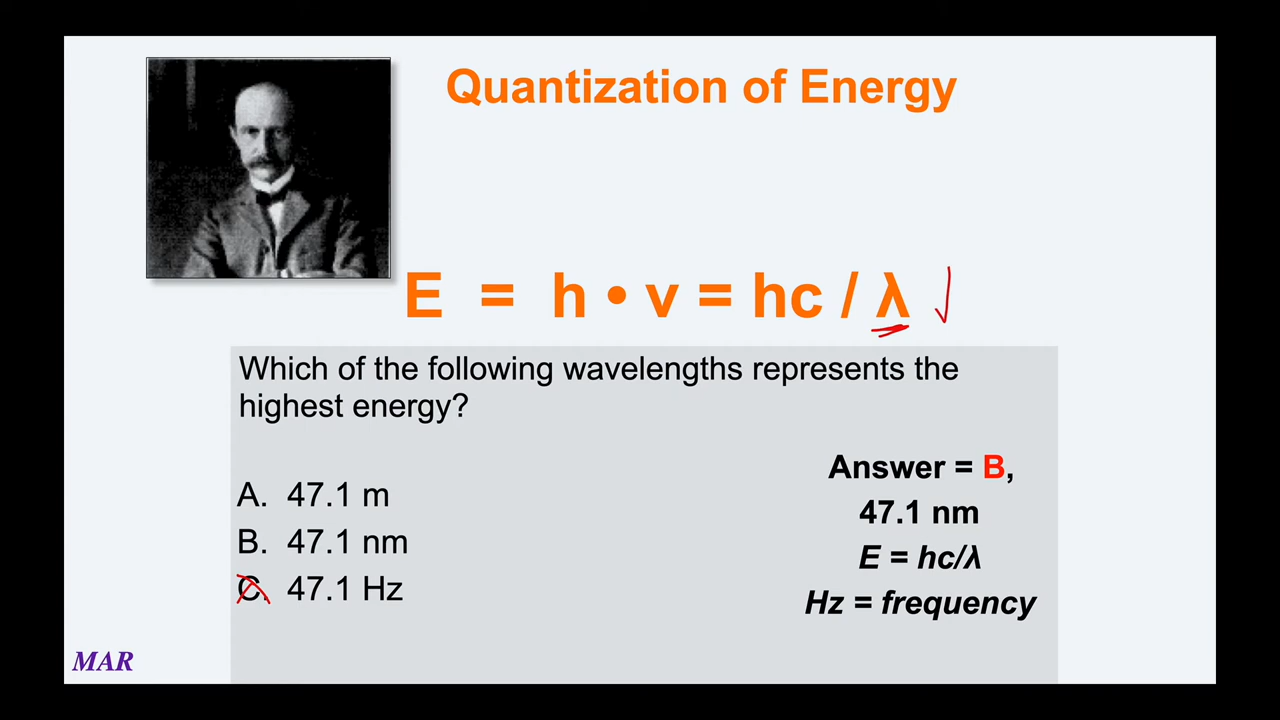 Quantization of Energy
E = h • ν = hc / λ
Which of the following wavelengths represents the
highest energy?
A. 47.1 m
B. 47.1 nm
C. 47.1 Hz
Answer = B,
47.1 nm
E = hc/λ
Hz = frequency
MAR